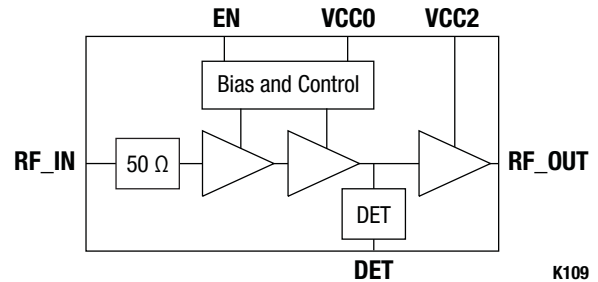 EN VCC0 VCC2
Bias and Control
RF_IN 50 Ω RF_OUT
DET
DET
K109